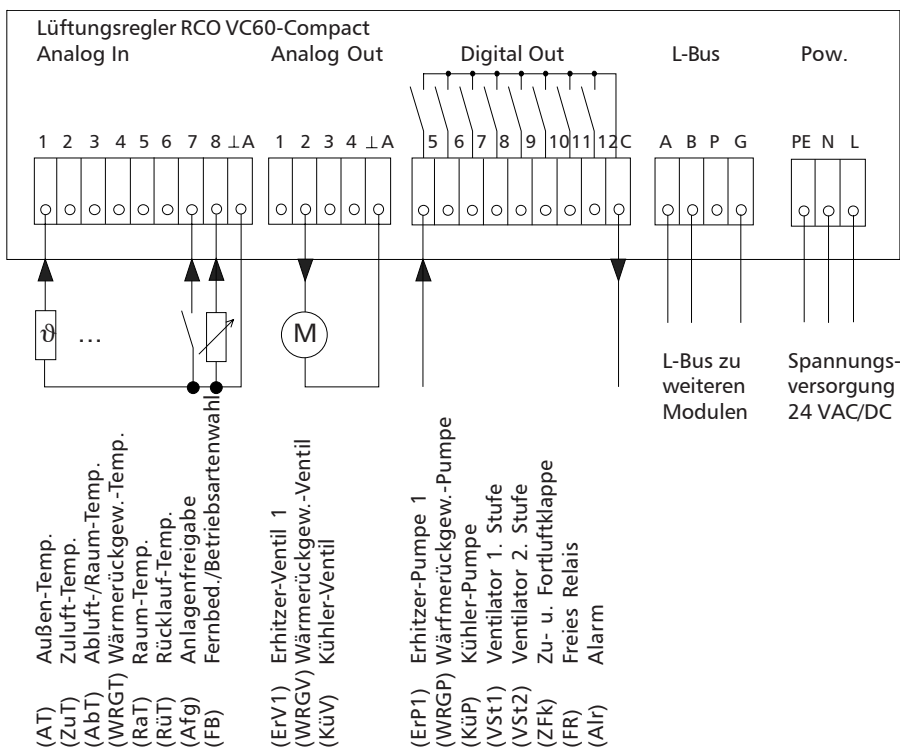 Lüftungsregler RCO VC60-Compact
Analog In Analog Out Digital Out L-Bus Pow.
1 2 3 4 5 6 7 8 ⊥ A 1 2 3 4 ⊥ A 5 6 7 8 9 10 11 12 C A B P G PE N L
ϑ ... M
L-Bus zu
weiteren
Modulen
Spannungs-
versorgung
24 VAC/DC
(AT) Außen-Temp.
(ZuT) Zuluft-Temp.
(AbT) Abluft-/Raum-Temp.
(WRGT) Wärmerückgew.-Temp.
(RaT) Raum-Temp.
(RüT) Rücklauf-Temp.
(Afg) Anlagenfreigabe
(FB) Fernbed./Betriebsartenwahl
(ErV1) Erhitzer-Ventil 1
(WRGV) Wärmerückgew.-Ventil
(KüV) Kühler-Ventil
(ErP1) Erhitzer-Pumpe 1
(WRGP) Wärfmerückgew.-Pumpe
(KüP) Kühler-Pumpe
(VSt1) Ventilator 1. Stufe
(VSt2) Ventilator 2. Stufe
(ZFk) Zu- u. Fortluftklappe
(FR) Freies Relais
(Alr) Alarm